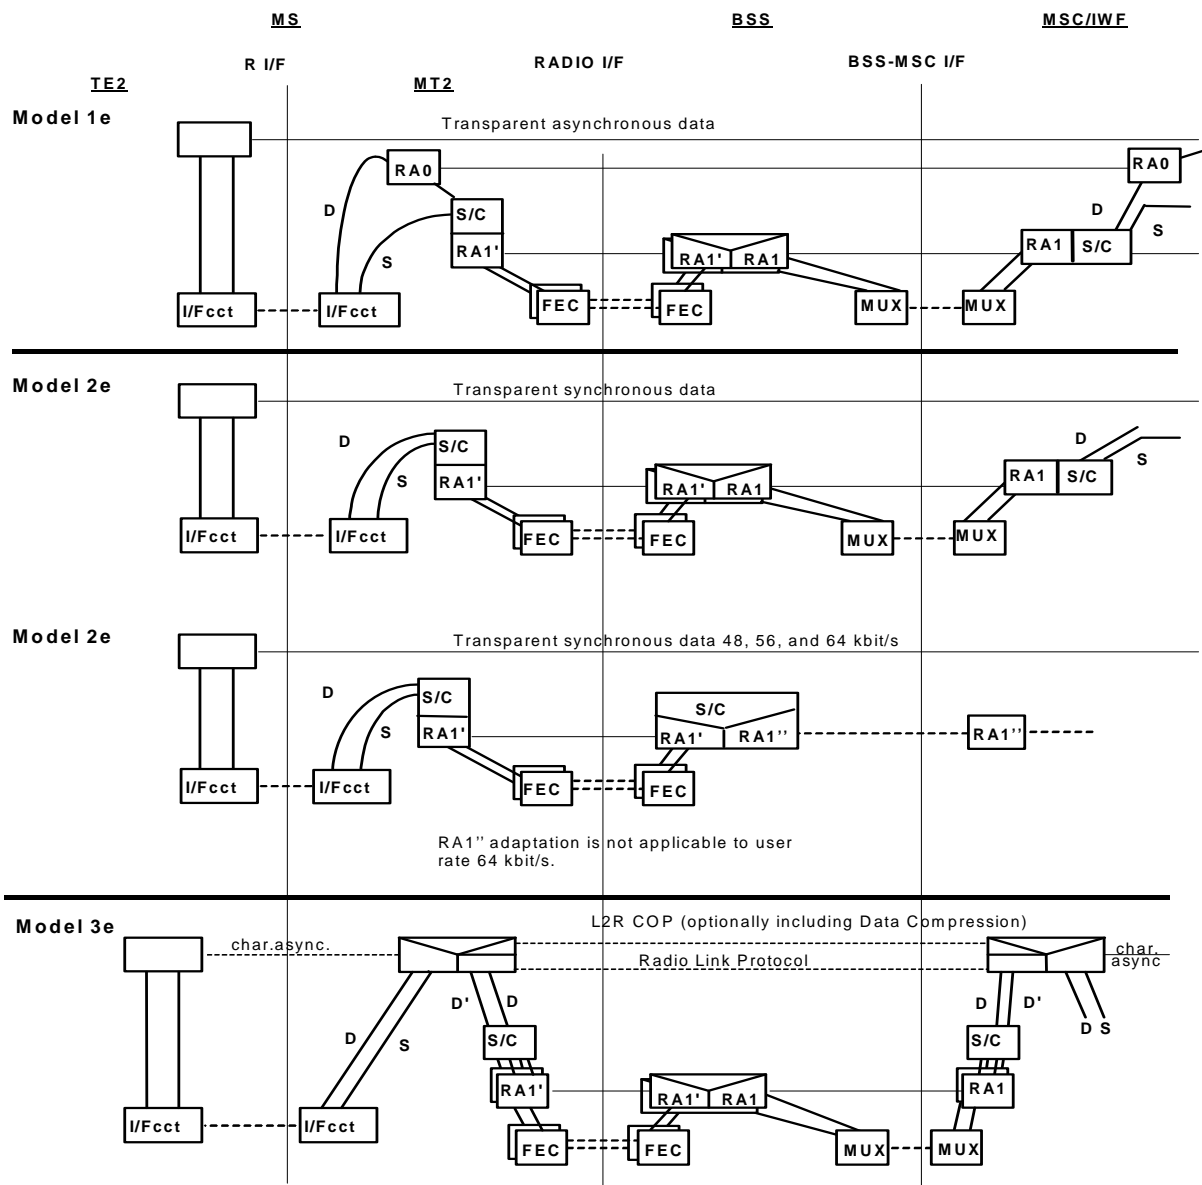 MS BSS MSC/IWF
R I/F RADIO I/F BSS-MSC I/F
TE2 MT2
Model 1e
Transparent asynchronous data
RA0 RA0
D S/C D
S RA1' RA1' RA1 RA1 S/C S
I/Fcct I/Fcct FEC FEC MUX MUX
Model 2e
Transparent synchronous data
D S/C D
S RA1' RA1' RA1 RA1 S/C S
I/Fcct I/Fcct FEC FEC MUX MUX
Model 2e
Transparent synchronous data 48, 56, and 64 kbit/s
D S/C S/C
S RA1' RA1' RA1'' RA1''
I/Fcct I/Fcct FEC FEC
RA1'' adaptation is not applicable to user
rate 64 kbit/s.
Model 3e
L2R COP (optionally including Data Compression)
char.async. char.
Radio Link Protocol async
D' D D D'
D S S/C S/C D S
RA1' RA1' RA1 RA1
I/Fcct I/Fcct FEC FEC MUX MUX